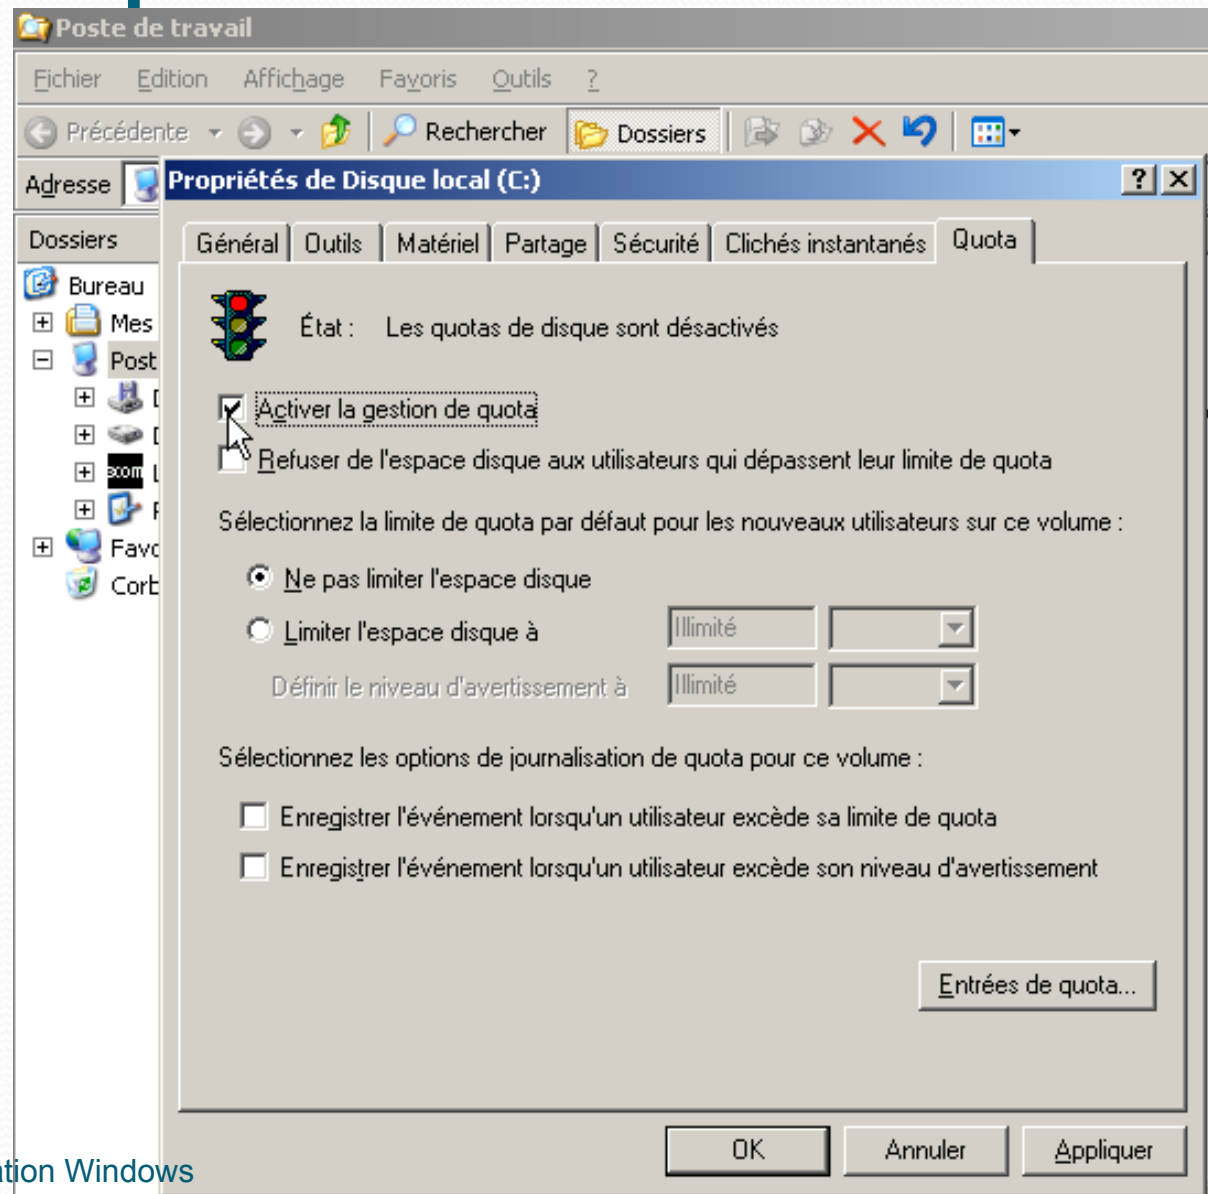 Poste de travail
Fichier Edition Affichage Favoris Outils ?
Précédente Rechercher Dossiers
Adresse
Propriétés de Disque local (C:)
Dossiers
Général Outils Matériel Partage Sécurité Clichés instantanés Quota
Bureau
Mes
Post
Favo
Corb
État : Les quotas de disque sont désactivés
Activer la gestion de quota
Refuser de l'espace disque aux utilisateurs qui dépassent leur limite de quota
Sélectionnez la limite de quota par défaut pour les nouveaux utilisateurs sur ce volume :
Ne pas limiter l'espace disque
Limiter l'espace disque à Illimité
Définir le niveau d'avertissement à Illimité
Sélectionnez les options de journalisation de quota pour ce volume :
Enregistrer l'événement lorsqu'un utilisateur excède sa limite de quota
Enregistrer l'événement lorsqu'un utilisateur excède son niveau d'avertissement
Entrées de quota...
OK Annuler Appliquer
ation Windows